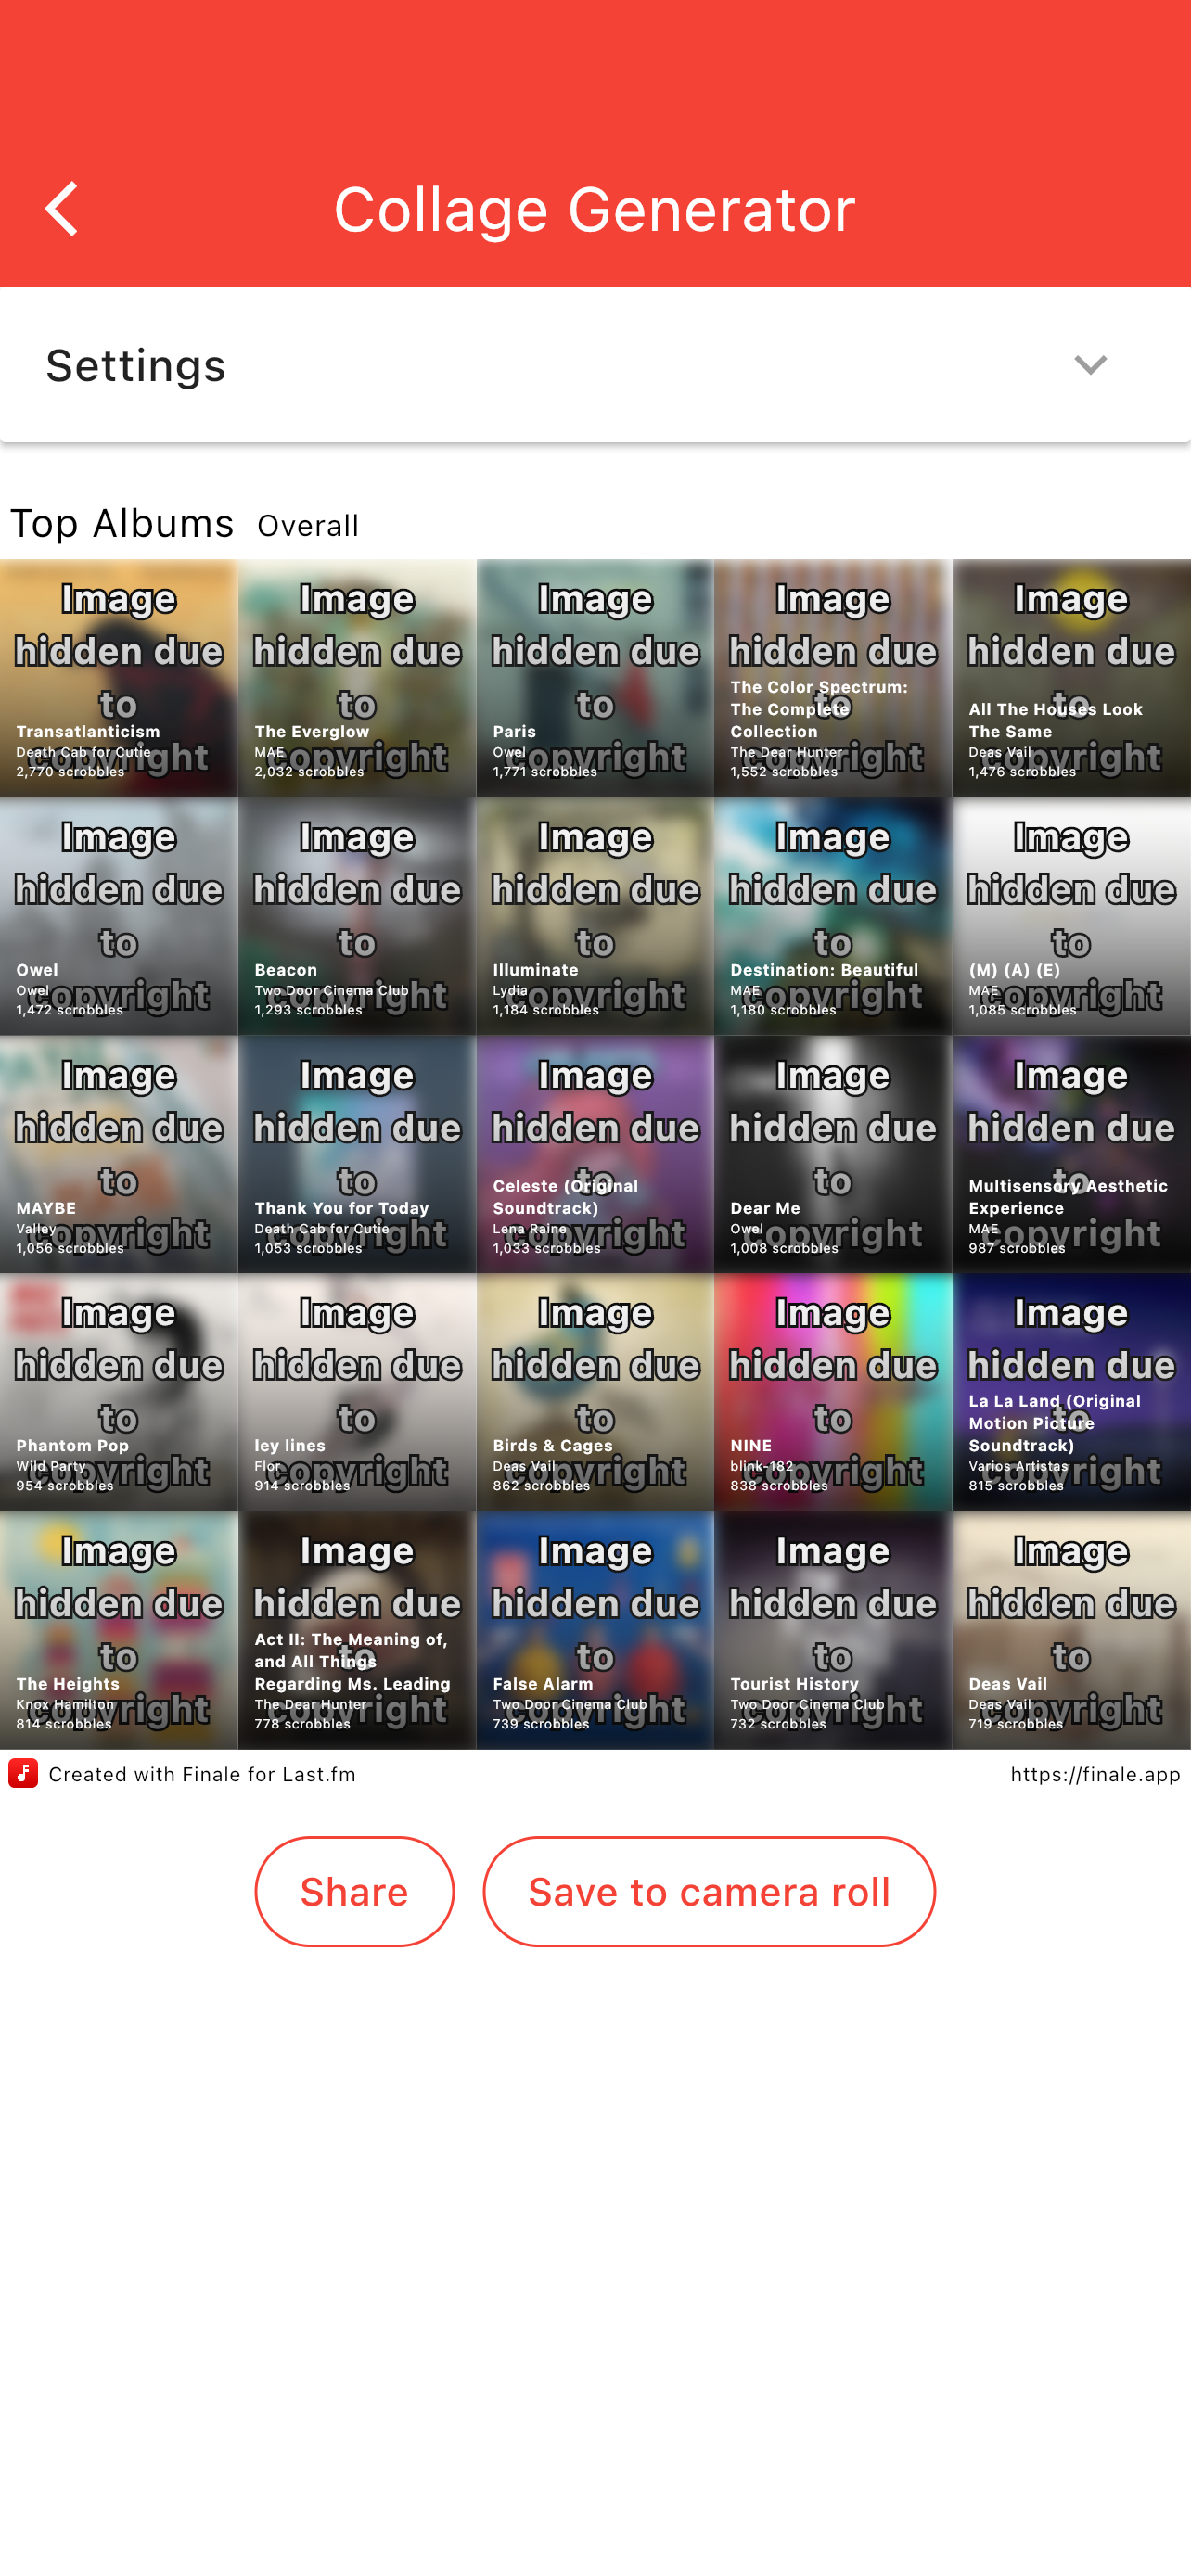 Collage Generator
Settings
Top Albums Overall
Image
hidden due
to
copyright
Transatlanticism
Death Cab for Cutie
2,770 scrobbles
Image
hidden due
to
copyright
The Everglow
MAE
2,032 scrobbles
Image
hidden due
to
copyright
Paris
Owel
1,771 scrobbles
Image
hidden due
to
copyright
The Color Spectrum:
The Complete
Collection
The Dear Hunter
1,552 scrobbles
Image
hidden due
to
copyright
All The Houses Look
The Same
Deas Vail
1,476 scrobbles
Image
hidden due
to
copyright
Owel
Owel
1,472 scrobbles
Image
hidden due
to
copyright
Beacon
Two Door Cinema Club
1,293 scrobbles
Image
hidden due
to
copyright
Illuminate
Lydia
1,184 scrobbles
Image
hidden due
to
copyright
Destination: Beautiful
MAE
1,180 scrobbles
Image
hidden due
to
copyright
(M) (A) (E)
MAE
1,085 scrobbles
Image
hidden due
to
copyright
MAYBE
Valley
1,056 scrobbles
Image
hidden due
to
copyright
Thank You for Today
Death Cab for Cutie
1,053 scrobbles
Image
hidden due
to
copyright
Celeste (Original
Soundtrack)
Lena Raine
1,033 scrobbles
Image
hidden due
to
copyright
Dear Me
Owel
1,008 scrobbles
Image
hidden due
to
copyright
Multisensory Aesthetic
Experience
MAE
987 scrobbles
Image
hidden due
to
copyright
Phantom Pop
Wild Party
954 scrobbles
Image
hidden due
to
copyright
ley lines
Flor
914 scrobbles
Image
hidden due
to
copyright
Birds & Cages
Deas Vail
862 scrobbles
Image
hidden due
to
copyright
NINE
blink-182
838 scrobbles
Image
hidden due
to
copyright
La La Land (Original
Motion Picture
Soundtrack)
Varios Artistas
815 scrobbles
Image
hidden due
to
copyright
The Heights
Knox Hamilton
814 scrobbles
Image
hidden due
to
copyright
Act II: The Meaning of,
and All Things
Regarding Ms. Leading
The Dear Hunter
778 scrobbles
Image
hidden due
to
copyright
False Alarm
Two Door Cinema Club
739 scrobbles
Image
hidden due
to
copyright
Tourist History
Two Door Cinema Club
732 scrobbles
Image
hidden due
to
copyright
Deas Vail
Deas Vail
719 scrobbles
Created with Finale for Last.fm
https://finale.app
Share
Save to camera roll